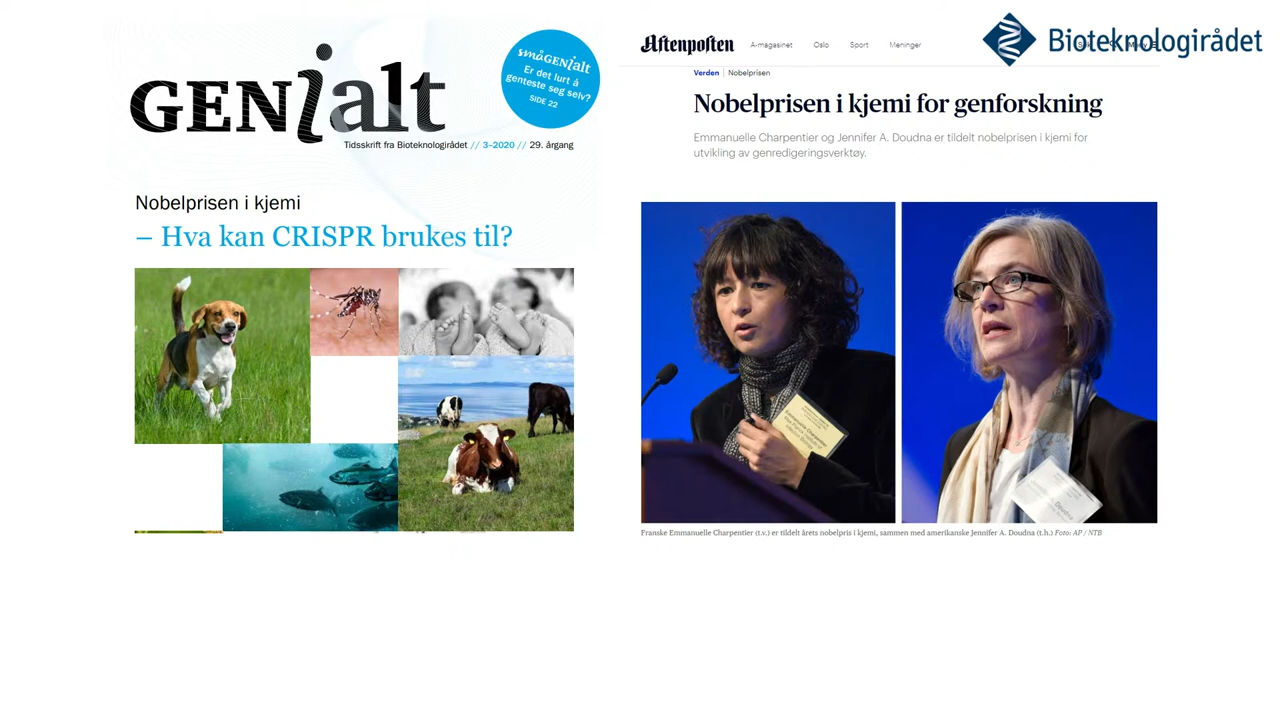 GENialt
småGENialt
Er det lurt å
genteste seg selv?
SIDE 22
Tidsskrift fra Bioteknologirådet // 3-2020 // 29. årgang
Nobelprisen i kjemi
– Hva kan CRISPR brukes til?
Aftenposten
A-magasinet Oslo Sport Meninger
Bioteknologirådet
Verden | Nobelprisen
Nobelprisen i kjemi for genforskning
Emmanuelle Charpentier og Jennifer A. Doudna er tildelt nobelprisen i kjemi for
utvikling av genredigeringsverktøy.
Emmanuelle Charpentier
Doudna
Franske Emmanuelle Charpentier (t.v.) er tildelt årets nobelpris i kjemi, sammen med amerikanske Jennifer A. Doudna (t.h.) Foto: AP / NTB